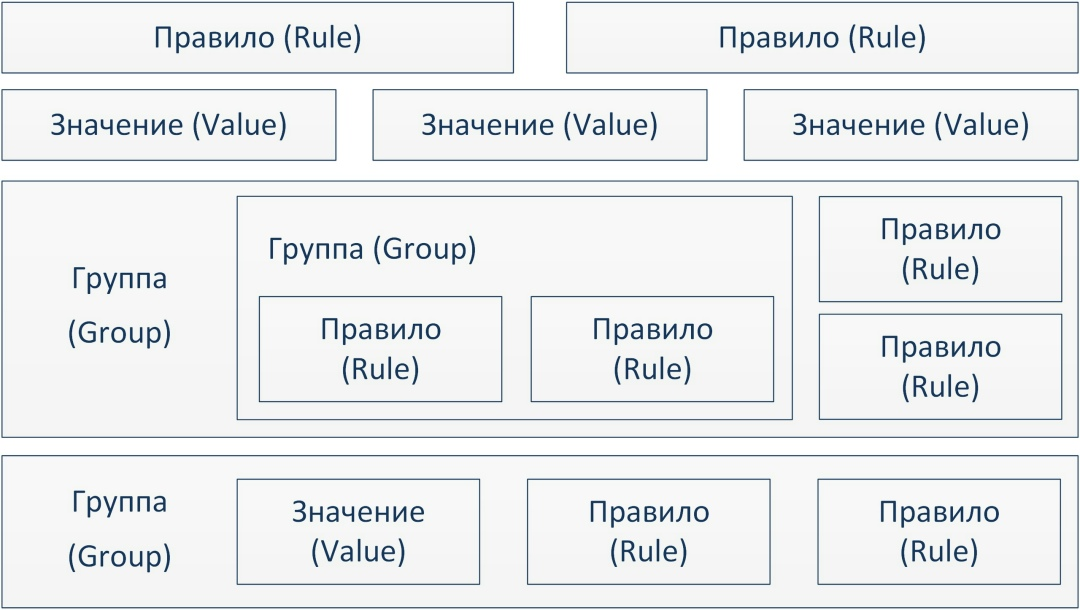 Правило (Rule)
Правило (Rule)
Значение (Value)
Значение (Value)
Значение (Value)
Группа
(Group)
Группа (Group)
Правило
(Rule)
Правило
(Rule)
Правило
(Rule)
Правило
(Rule)
Группа
(Group)
Значение
(Value)
Правило
(Rule)
Правило
(Rule)